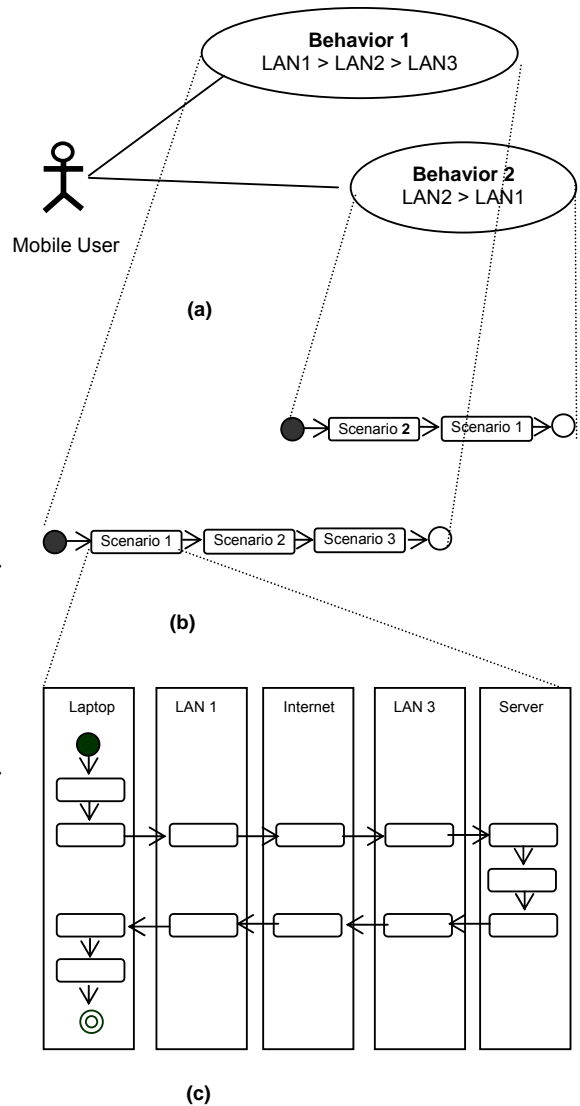 Behavior 1
LAN1 > LAN2 > LAN3
Behavior 2
LAN2 > LAN1
Mobile User
(a)
Scenario 2
Scenario 1
Scenario 1
Scenario 2
Scenario 3
(b)
Laptop
LAN 1
Internet
LAN 3
Server
(c)